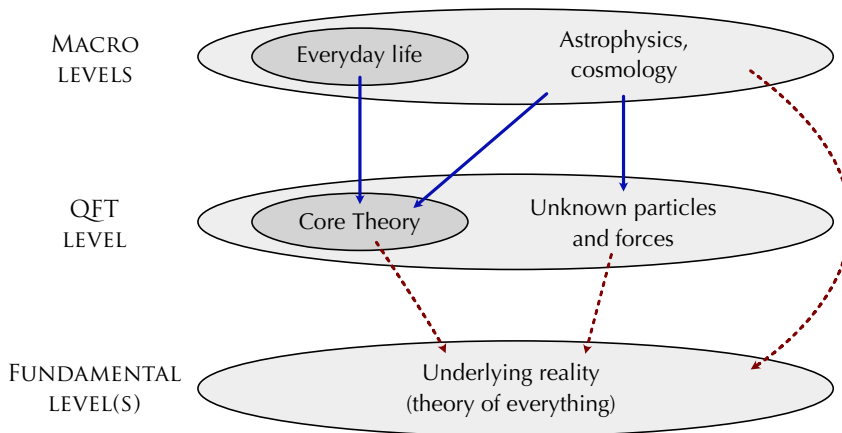 MACRO
LEVELS
Everyday life
Astrophysics,
cosmology
QFT
LEVEL
Core Theory
Unknown particles
and forces
FUNDAMENTAL
LEVEL(S)
Underlying reality
(theory of everything)